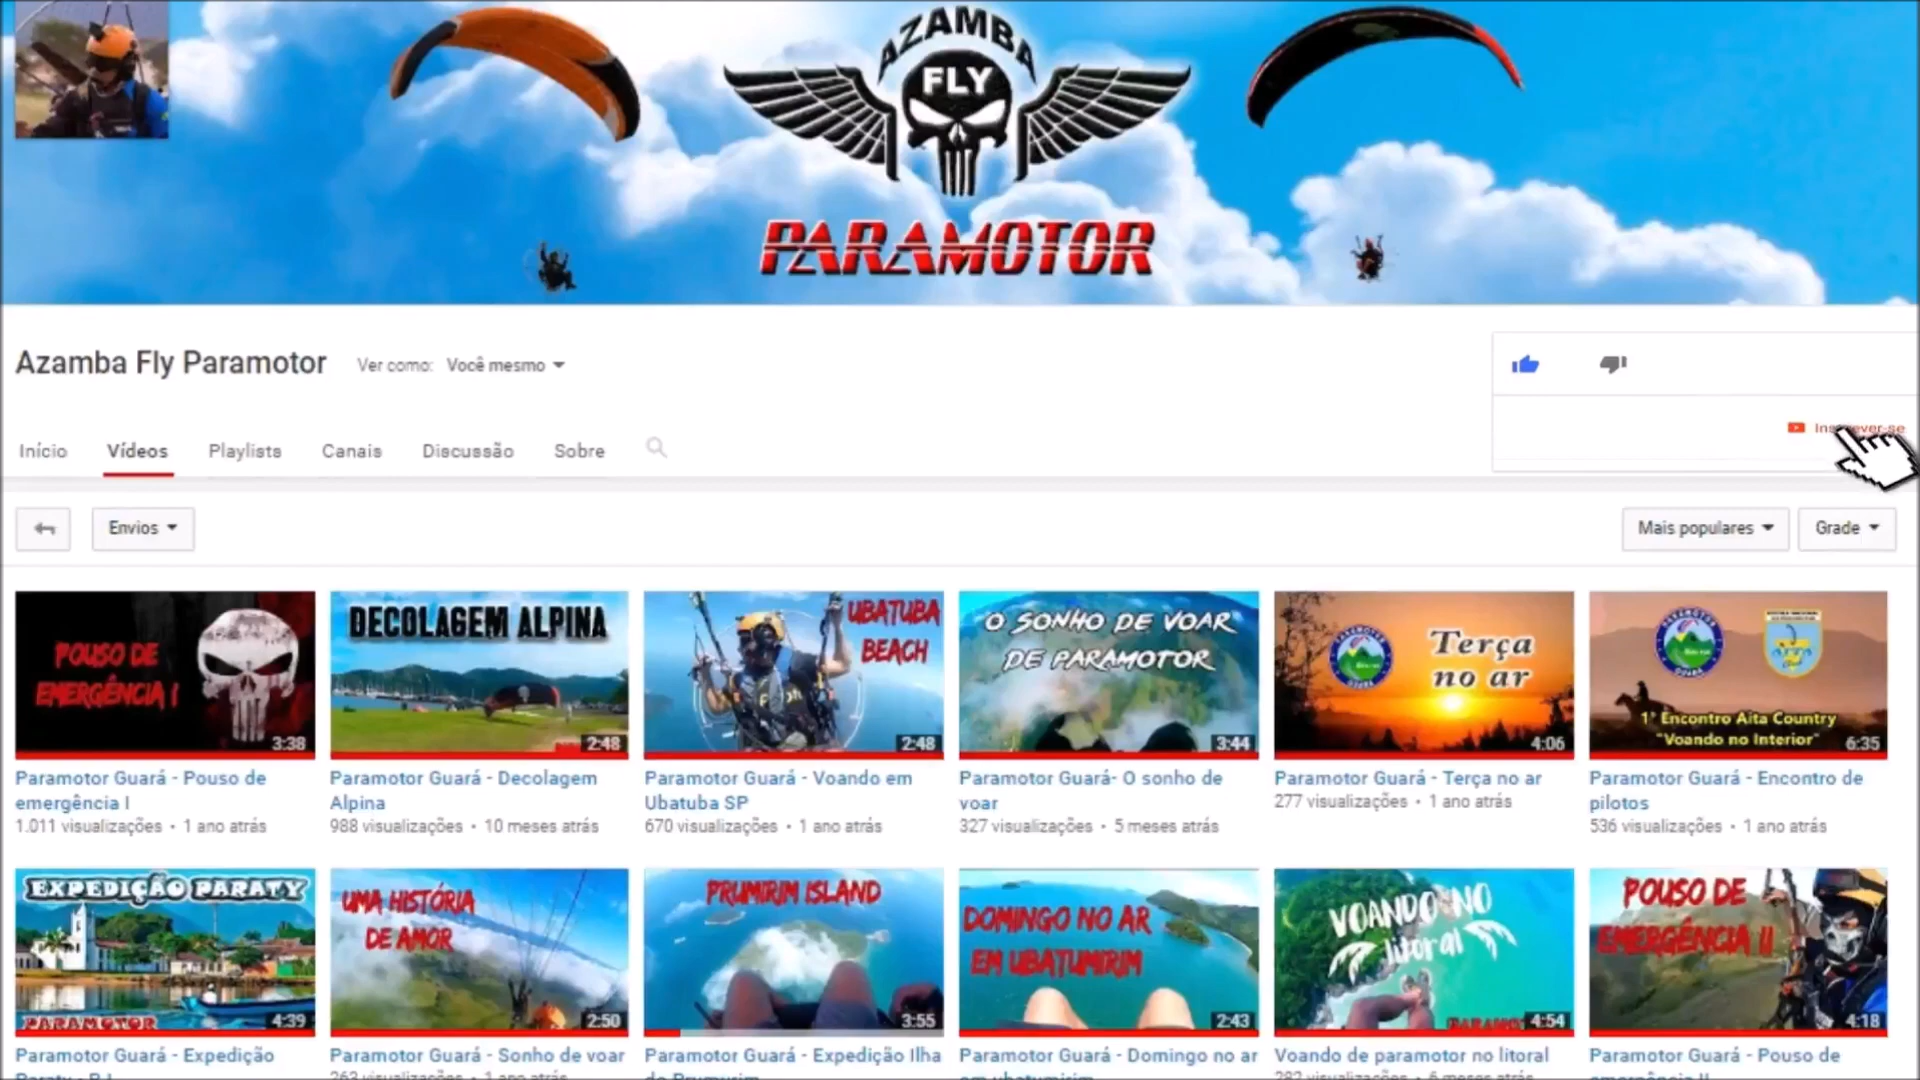 AZAMBA
FLY
PARAMOTOR
Azamba Fly Paramotor
Ver como: Você mesmo
Início Vídeos Playlists Canais Discussão Sobre
Envios
Mais populares
Grade
POUSO DE
EMERGÊNCIA I
3:38
DECOLAGEM ALPINA
2:48
UBATUBA
BEACH
2:48
O SONHO DE VOAR
DE PARAMOTOR
3:44
Terça
no ar
4:06
1º Encontro Aita Country
"Voando no Interior"
6:35
Paramotor Guará - Pouso de
emergência I
1.011 visualizações • 1 ano atrás
Paramotor Guará - Decolagem
Alpina
988 visualizações • 10 meses atrás
Paramotor Guará - Voando em
Ubatuba SP
670 visualizações • 1 ano atrás
Paramotor Guará- O sonho de
voar
327 visualizações • 5 meses atrás
Paramotor Guará - Terça no ar
277 visualizações • 1 ano atrás
Paramotor Guará - Encontro de
pilotos
536 visualizações • 1 ano atrás
EXPEDIÇÃO PARATY
PARAMOTOR
4:39
UMA HISTÓRIA
DE AMOR
2:50
PRUMIRIM ISLAND
3:55
DOMINGO NO AR
EM UBATUMIRIM
2:43
VOANDO NO
litoral
4:54
POUSO DE
EMERGÊNCIA II
4:18
Paramotor Guará - Expedição
Paramotor Guará - Sonho de voar
Paramotor Guará - Expedição Ilha
Paramotor Guará - Domingo no ar
Voando de paramotor no litoral
Paramotor Guará - Pouso de